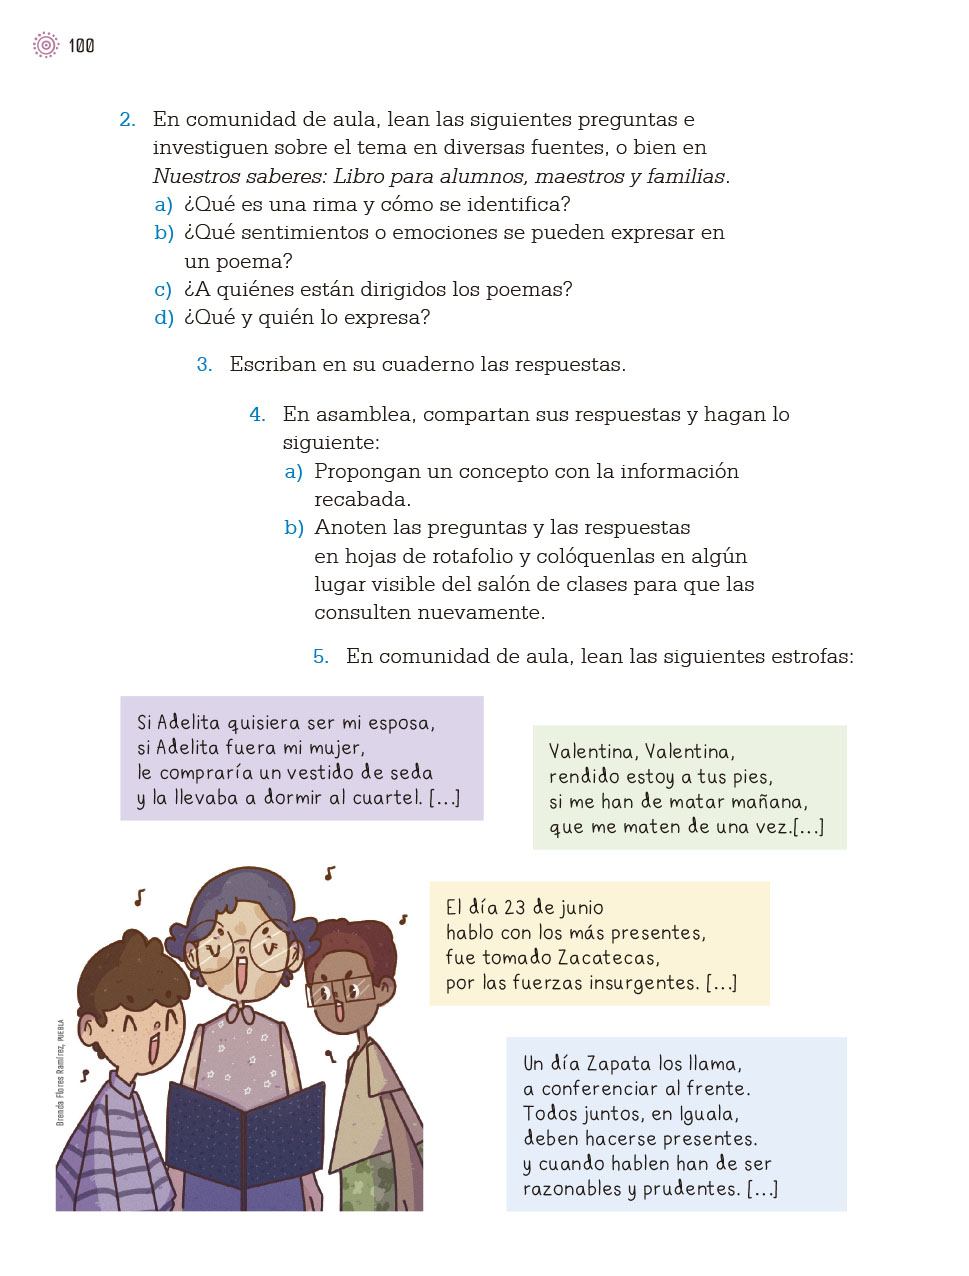 100
2. En comunidad de aula, lean las siguientes preguntas e
investiguen sobre el tema en diversas fuentes, o bien en
Nuestros saberes: Libro para alumnos, maestros y familias.
a) ¿Qué es una rima y cómo se identifica?
b) ¿Qué sentimientos o emociones se pueden expresar en
un poema?
c) ¿A quiénes están dirigidos los poemas?
d) ¿Qué y quién lo expresa?
3. Escriban en su cuaderno las respuestas.
4. En asamblea, compartan sus respuestas y hagan lo
siguiente:
a) Propongan un concepto con la información
recabada.
b) Anoten las preguntas y las respuestas
en hojas de rotafolio y colóquenlas en algún
lugar visible del salón de clases para que las
consulten nuevamente.
5. En comunidad de aula, lean las siguientes estrofas:
Si Adelita quisiera ser mi esposa,
si Adelita fuera mi mujer,
le compraría un vestido de seda
y la llevaba a dormir al cuartel. [...]
Valentina, Valentina,
rendido estoy a tus pies,
si me han de matar mañana,
que me maten de una vez.[...]
El día 23 de junio
hablo con los más presentes,
fue tomado Zacatecas,
por las fuerzas insurgentes. [...]
Un día Zapata los llama,
a conferenciar al frente.
Todos juntos, en Iguala,
deben hacerse presentes.
y cuando hablen han de ser
razonables y prudentes. [...]
Brenda Flores Ramírez, PUEBLA